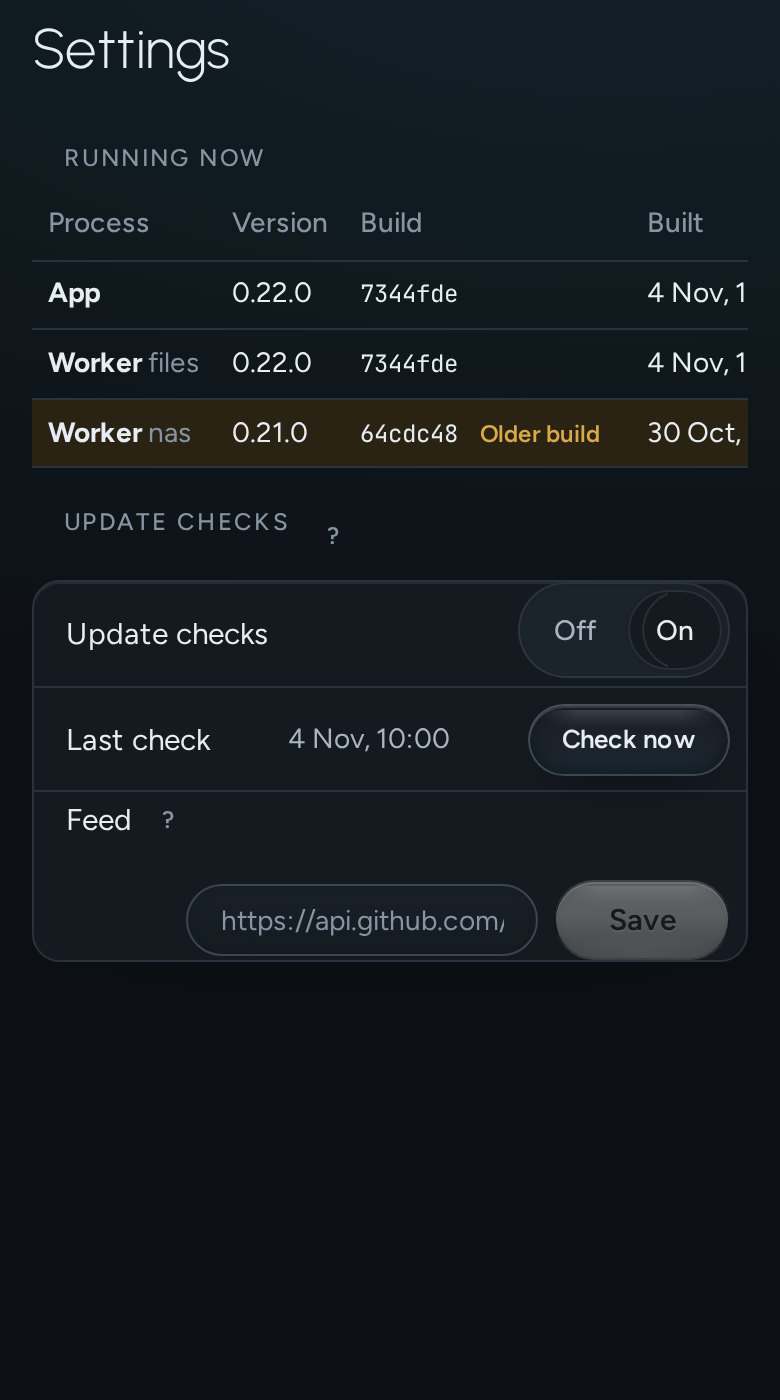 Settings
RUNNING NOW
Process Version Build Built
App 0.22.0 7344fde 4 Nov, 1
Worker files 0.22.0 7344fde 4 Nov, 1
Worker nas 0.21.0 64cdc48 Older build 30 Oct,
UPDATE CHECKS ?
Update checks Off On
Last check 4 Nov, 10:00 Check now
Feed ?
https://api.github.com/ Save